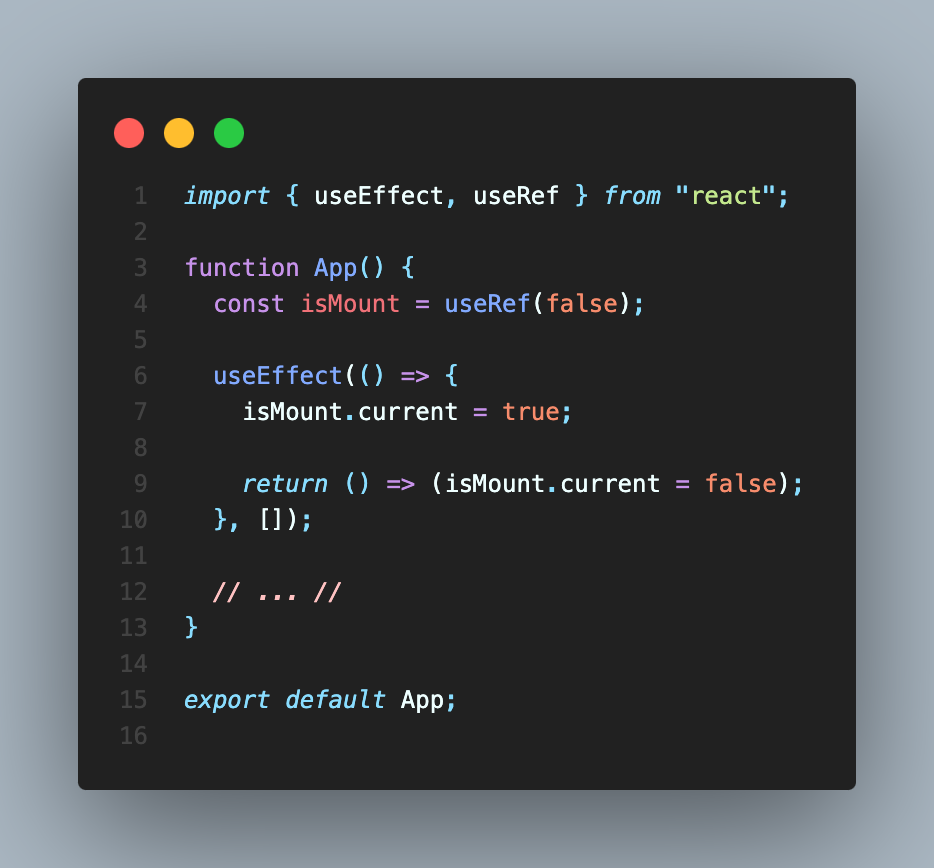 1 import { useEffect, useRef } from "react";
2
3 function App() {
4   const isMount = useRef(false);
5
6   useEffect(() => {
7     isMount.current = true;
8
9     return () => (isMount.current = false);
10   }, []);
11
12   // ... //
13 }
14
15 export default App;
16